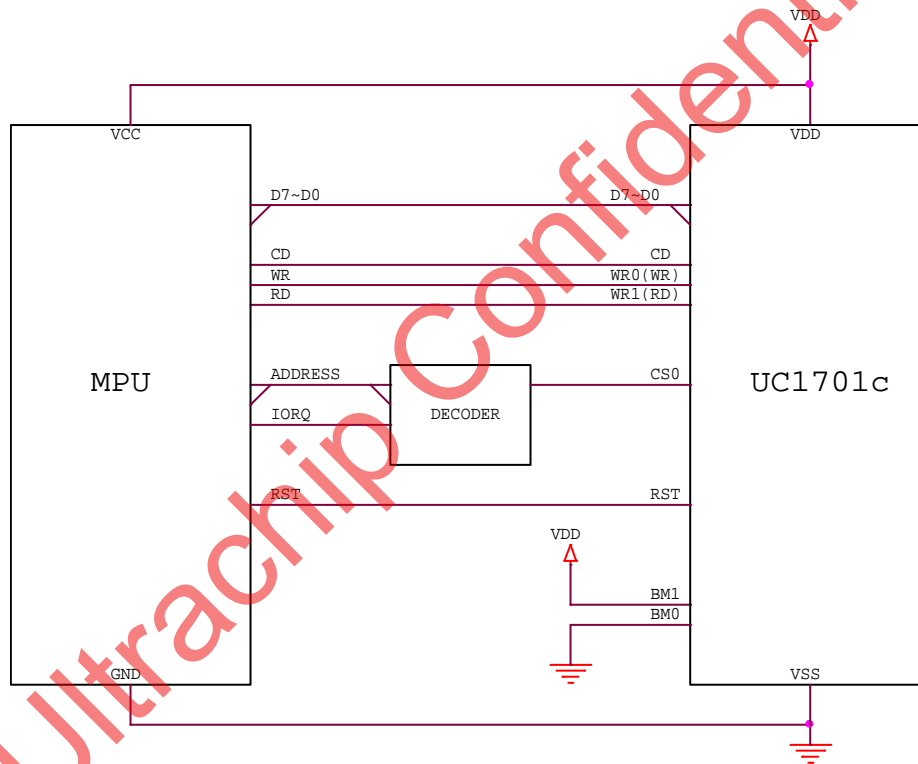 VDD
VCC
VDD
D7~D0
D7~D0
CD
CD
WR
WR0(WR)
RD
WR1(RD)
MPU
ADDRESS
CS0
UC1701c
IORQ
DECODER
RST
RST
VDD
BM1
BM0
GND
VSS
Ultrachip Confidenti